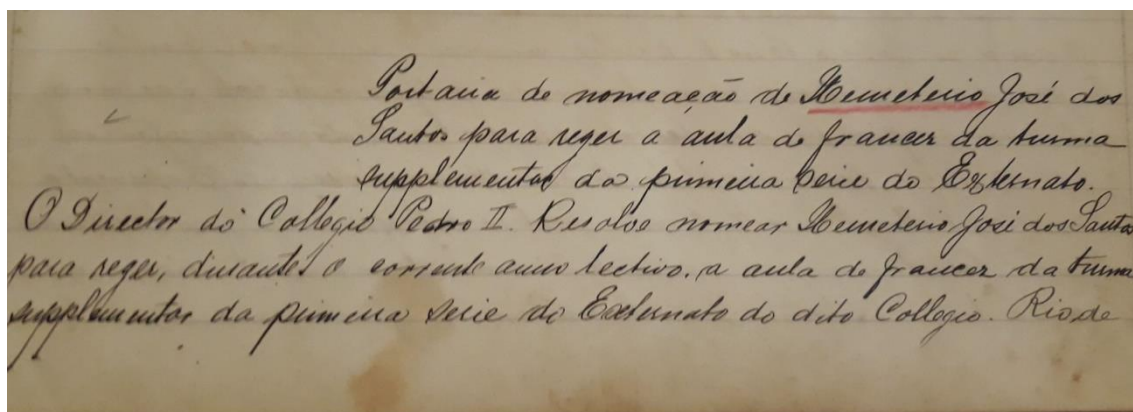 Portaria de nomeação de Hemeterio José dos
Santos para reger a aula de francez da turma
supplementar da primeira serie do Externato.
O Director do Collegio Pedro II. Resolve nomear Hemeterio José dos Santos
para reger, durante o corrente anno lectivo, a aula de francez da turma
supplementar da primeira serie do Externato do dito Collegio. Rio de